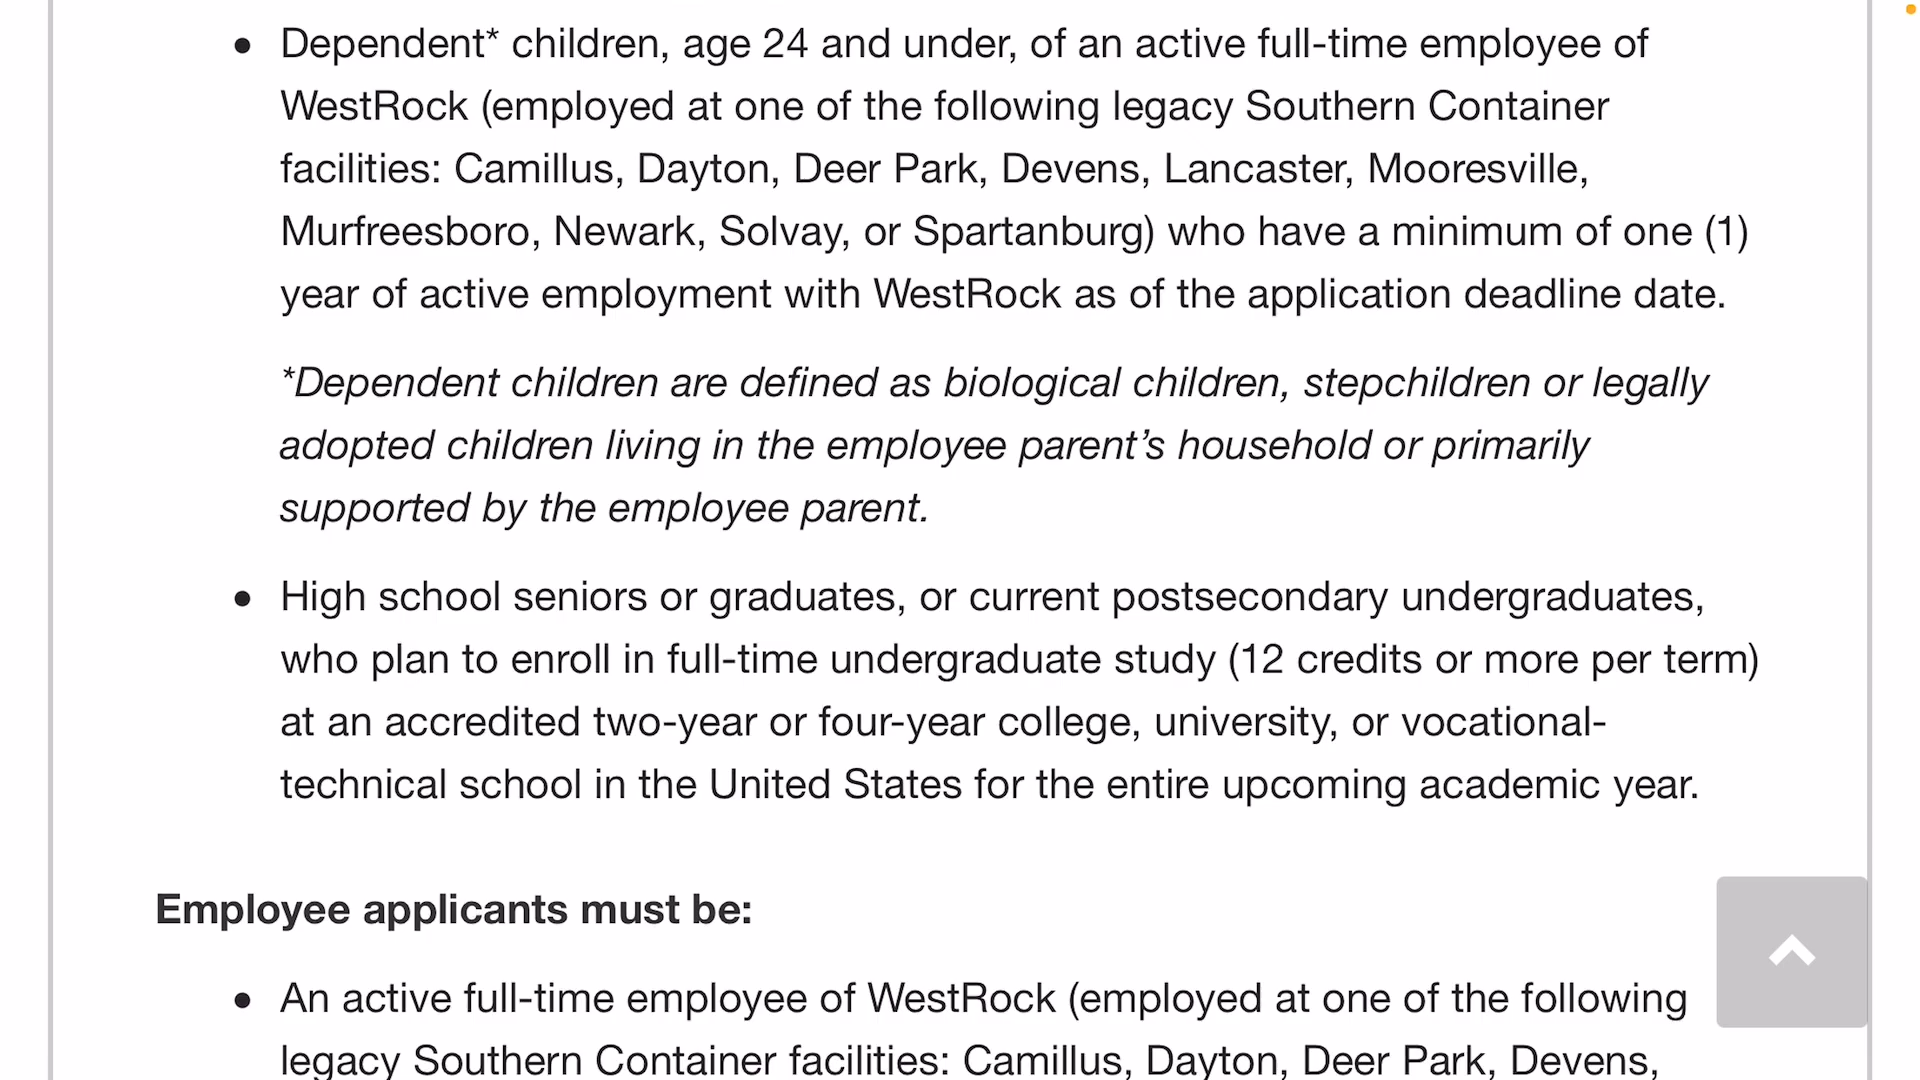 • Dependent* children, age 24 and under, of an active full-time employee of
WestRock (employed at one of the following legacy Southern Container
facilities: Camillus, Dayton, Deer Park, Devens, Lancaster, Mooresville,
Murfreesboro, Newark, Solvay, or Spartanburg) who have a minimum of one (1)
year of active employment with WestRock as of the application deadline date.
*Dependent children are defined as biological children, stepchildren or legally
adopted children living in the employee parent’s household or primarily
supported by the employee parent.
• High school seniors or graduates, or current postsecondary undergraduates,
who plan to enroll in full-time undergraduate study (12 credits or more per term)
at an accredited two-year or four-year college, university, or vocational-
technical school in the United States for the entire upcoming academic year.
Employee applicants must be:
• An active full-time employee of WestRock (employed at one of the following
legacy Southern Container facilities: Camillus, Dayton, Deer Park, Devens,